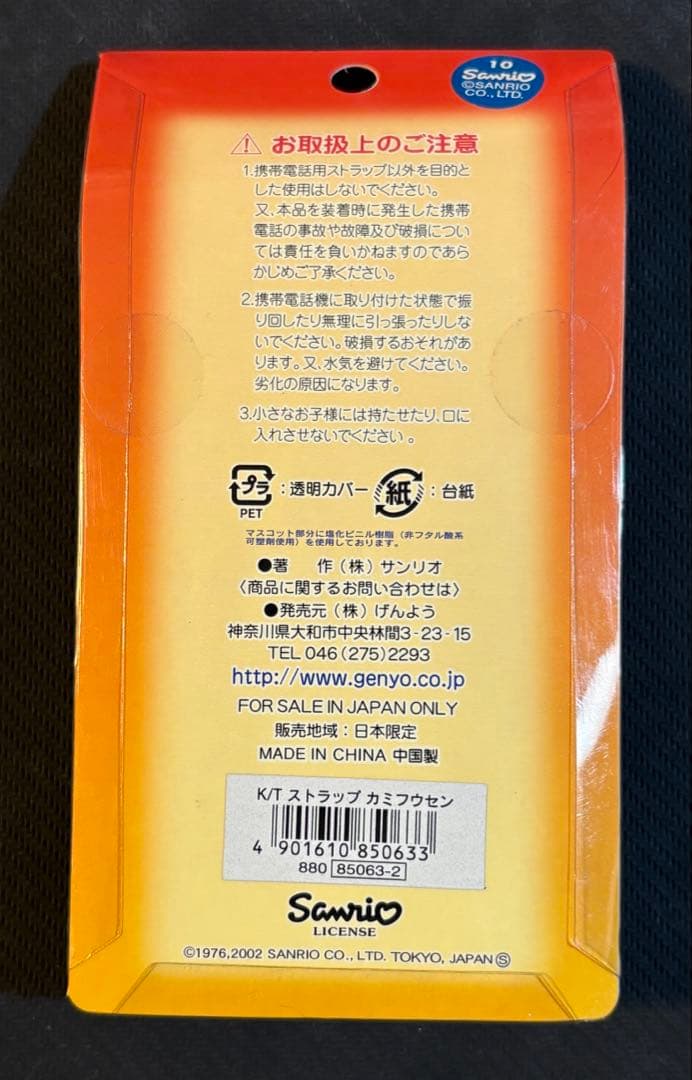 10
Sanrio
©SANRIO
CO., LTD.
お取扱上のご注意
1.携帯電話用ストラップ以外を目的と
した使用はしないでください。
又、本品を装着時に発生した携帯
電話の事故や故障及び破損につい
ては責任を負いかねますのであら
かじめご了承ください。
2.携帯電話機に取り付けた状態で振
り回したり無理に引っ張ったりしな
いでください。破損するおそれがあ
ります。又、水気を避けてください。
劣化の原因になります。
3.小さなお子様には持たせたり、口に
入れさせないでください。
プラ PET :透明カバー 紙 :台紙
マスコット部分に塩化ビニル樹脂（非フタル酸系
可塑剤使用）を使用しております。
●著 作（株）サンリオ
〈商品に関するお問い合わせは〉
●発売元（株）げんよう
神奈川県大和市中央林間3-23-15
TEL 046(275)2293
http://www.genyo.co.jp
FOR SALE IN JAPAN ONLY
販売地域：日本限定
MADE IN CHINA 中国製
K/T ストラップ カミフウセン
4 901610 850633
880 85063-2
Sanrio
LICENSE
©1976,2002 SANRIO CO., LTD. TOKYO, JAPAN Ⓢ